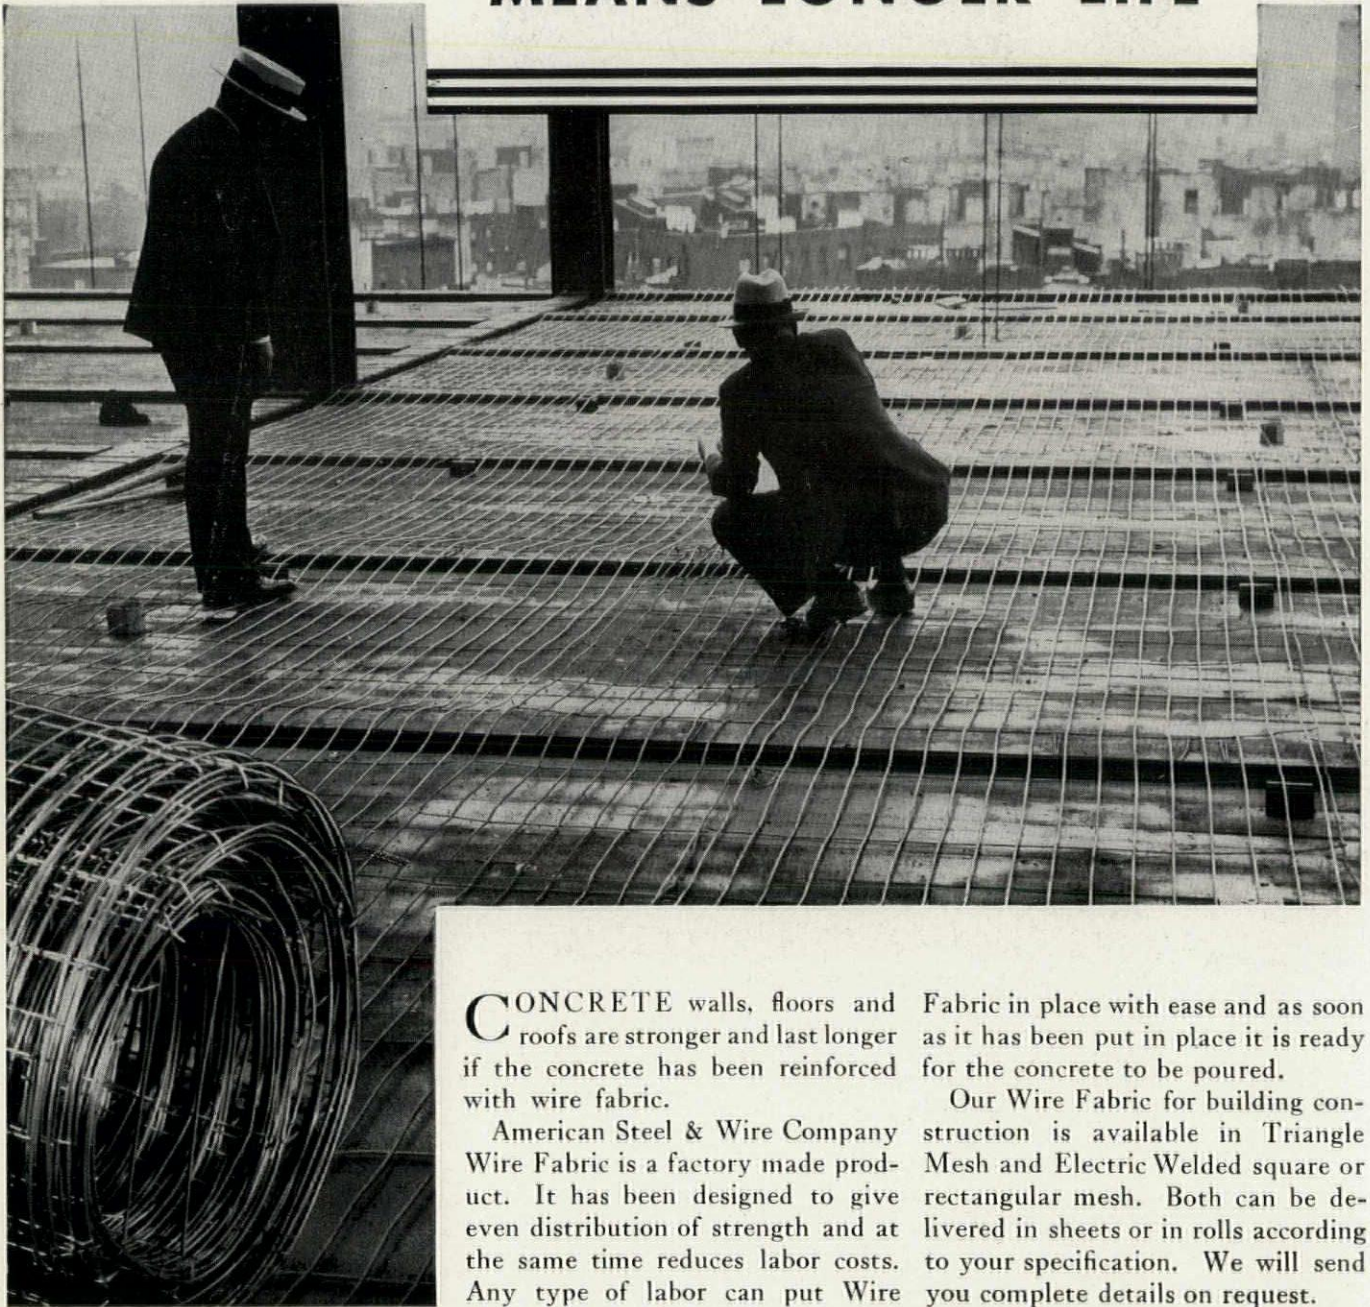 MEANS LONGER LIFE
CONCRETE walls, floors and
roofs are stronger and last longer
if the concrete has been reinforced
with wire fabric.
American Steel & Wire Company
Wire Fabric is a factory made prod-
uct. It has been designed to give
even distribution of strength and at
the same time reduces labor costs.
Any type of labor can put Wire
Fabric in place with ease and as soon
as it has been put in place it is ready
for the concrete to be poured.
Our Wire Fabric for building con-
struction is available in Triangle
Mesh and Electric Welded square or
rectangular mesh. Both can be de-
livered in sheets or in rolls according
to your specification. We will send
you complete details on request.